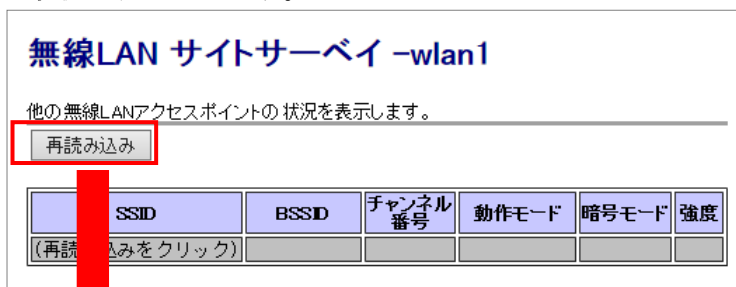 無線LAN サイトサーベイ -wlan1
他の無線LANアクセスポイントの状況を表示します。
再読み込み
SSID BSSID チャンネル番号 動作モード 暗号モード 強度
(再読 込みをクリック)